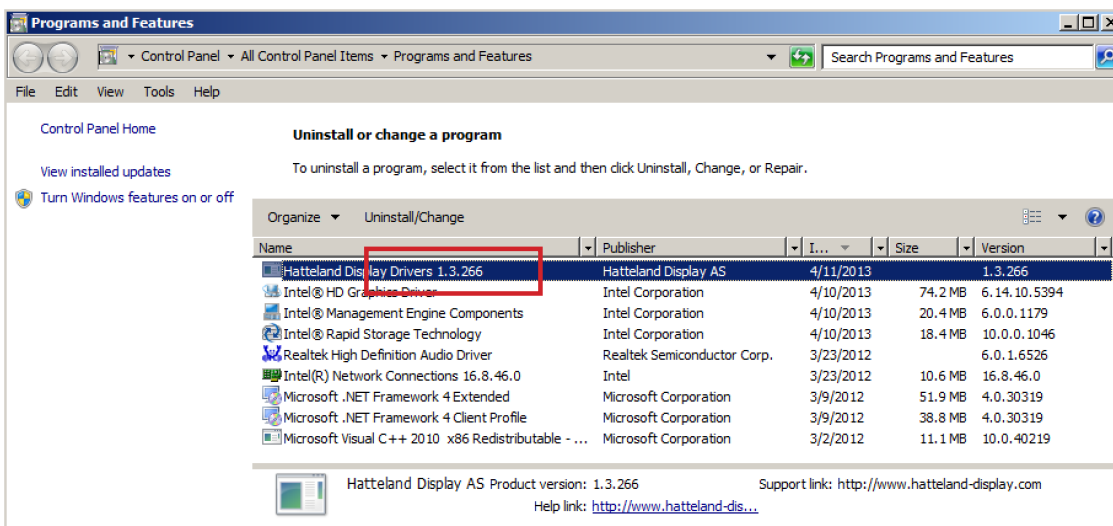 Programs and Features
Control Panel All Control Panel Items Programs and Features Search Programs and Features
File Edit View Tools Help
Control Panel Home
View installed updates
Turn Windows features on or off
Uninstall or change a program
To uninstall a program, select it from the list and then click Uninstall, Change, or Repair.
Organize Uninstall/Change
Name Publisher I... Size Version
Hatteland Display Drivers 1.3.266 Hatteland Display AS 4/11/2013 1.3.266
Intel® HD Graphics Driver Intel Corporation 4/10/2013 74.2 MB 6.14.10.5394
Intel® Management Engine Components Intel Corporation 4/10/2013 20.4 MB 6.0.0.1179
Intel® Rapid Storage Technology Intel Corporation 4/10/2013 18.4 MB 10.0.0.1046
Realtek High Definition Audio Driver Realtek Semiconductor Corp. 3/23/2012 6.0.1.6526
Intel(R) Network Connections 16.8.46.0 Intel 3/23/2012 10.6 MB 16.8.46.0
Microsoft .NET Framework 4 Extended Microsoft Corporation 3/9/2012 51.9 MB 4.0.30319
Microsoft .NET Framework 4 Client Profile Microsoft Corporation 3/9/2012 38.8 MB 4.0.30319
Microsoft Visual C++ 2010 x86 Redistributable - ... Microsoft Corporation 3/2/2012 11.1 MB 10.0.40219
Hatteland Display AS Product version: 1.3.266 Support link: http://www.hatteland-display.com
Help link: http://www.hatteland-dis...